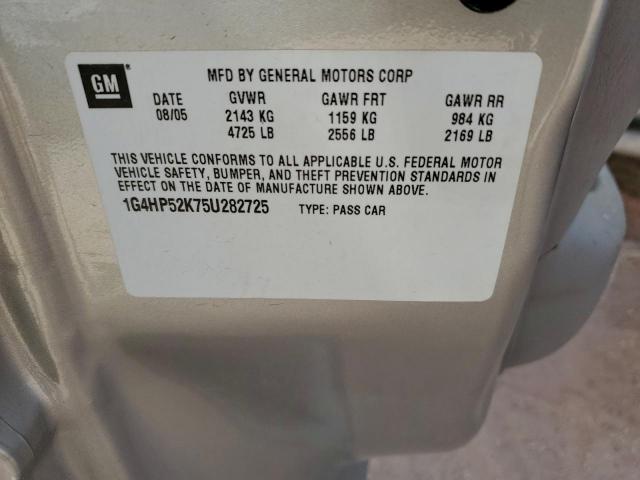 GM
MFD BY GENERAL MOTORS CORP
DATE GVWR GAWR FRT GAWR RR
08/05 2143 KG 1159 KG 984 KG
4725 LB 2556 LB 2169 LB
THIS VEHICLE CONFORMS TO ALL APPLICABLE U.S. FEDERAL MOTOR
VEHICLE SAFETY, BUMPER, AND THEFT PREVENTION STANDARDS IN
EFFECT ON THE DATE OF MANUFACTURE SHOWN ABOVE.
1G4HP52K75U282725 TYPE: PASS CAR